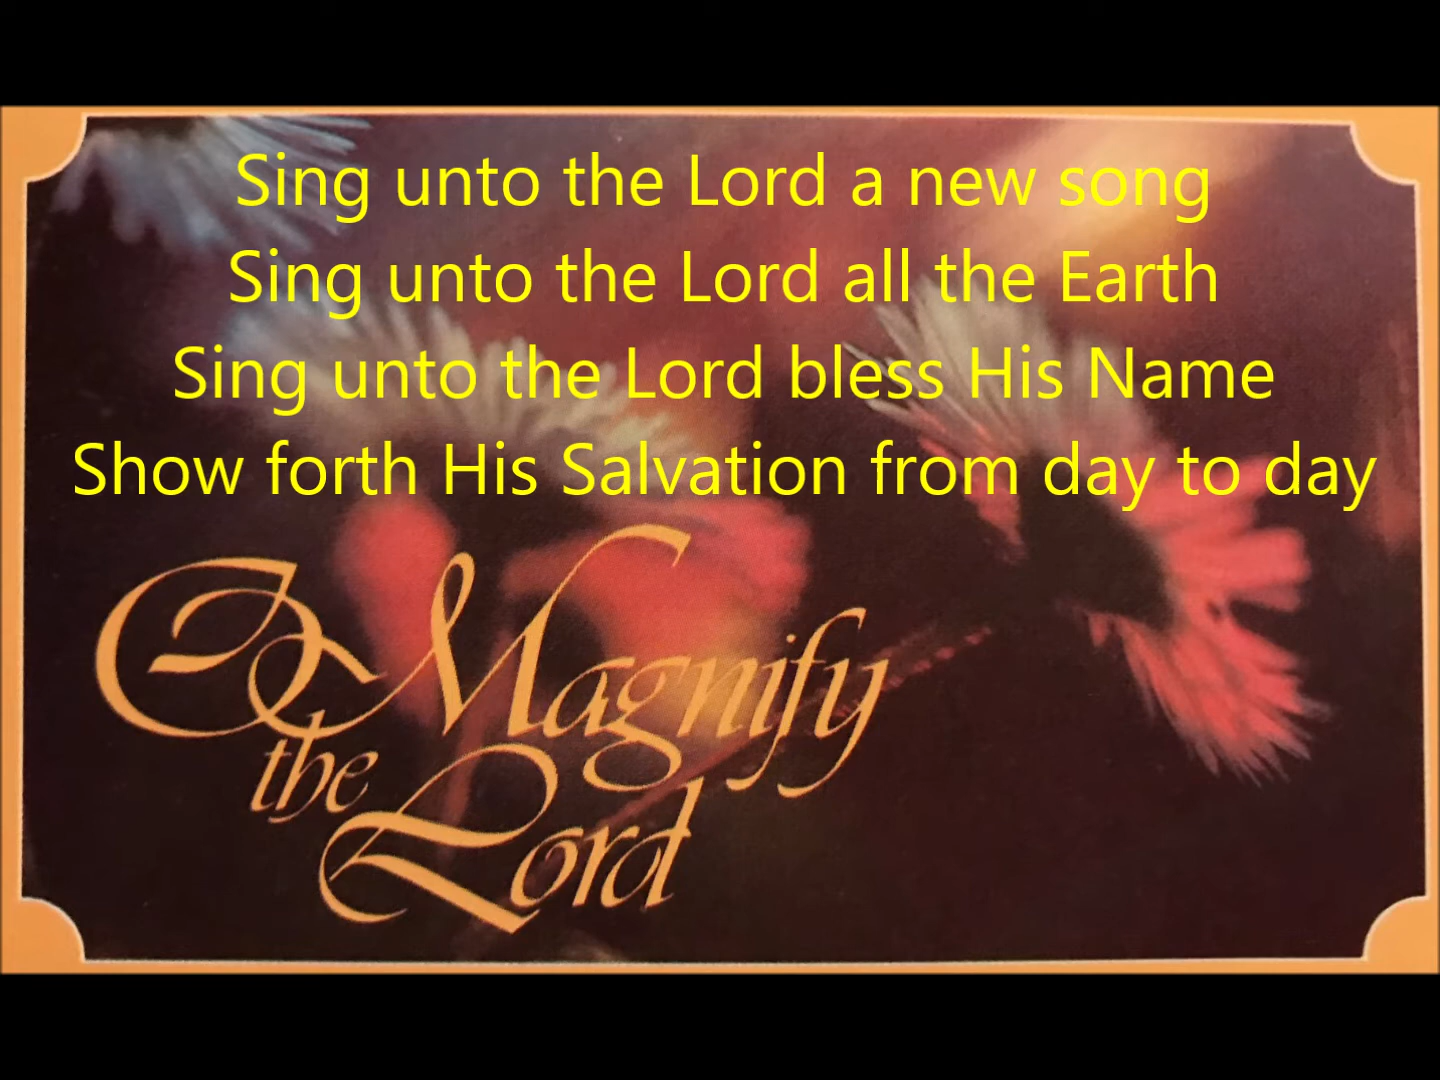 Sing unto the Lord a new song
Sing unto the Lord all the Earth
Sing unto the Lord bless His Name
Show forth His Salvation from day to day
O Magnify
the
Lord